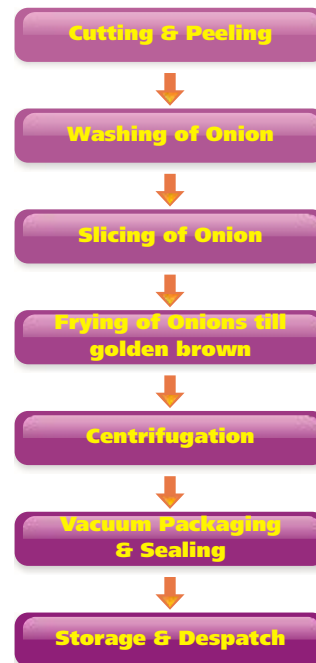 Cutting & Peeling
Washing of Onion
Slicing of Onion
Frying of Onions till
golden brown
Centrifugation
Vacuum Packaging
& Sealing
Storage & Despatch